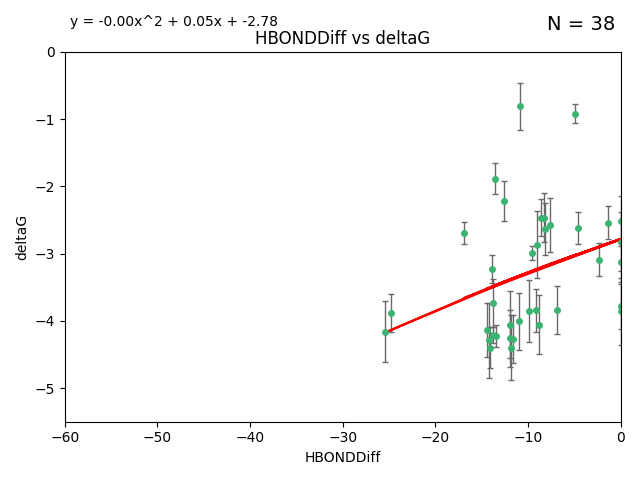 y = -0.00x^2 + 0.05x + -2.78
N = 38
HBONDDiff vs deltaG
0
−1
−2
−3
−4
−5
deltaG
−60
−50
−40
−30
−20
−10
0
HBONDDiff